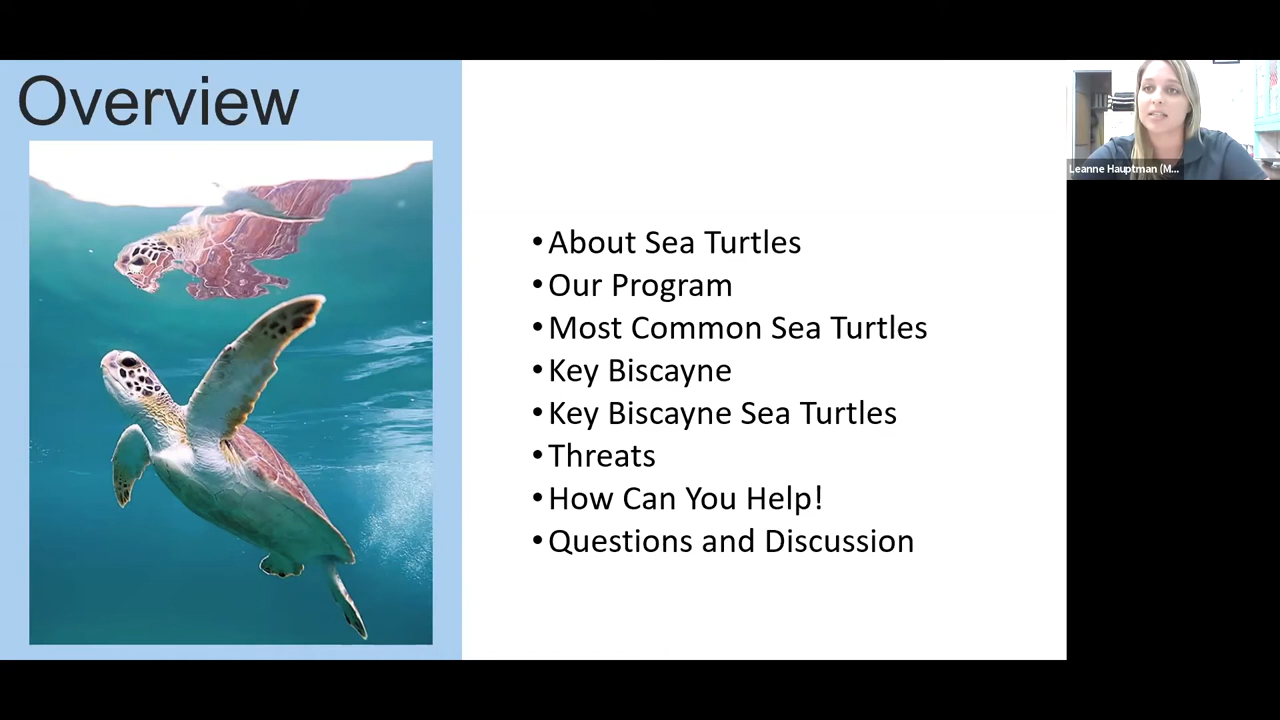 Overview
Leanne Hauptman (M...
• About Sea Turtles
• Our Program
• Most Common Sea Turtles
• Key Biscayne
• Key Biscayne Sea Turtles
• Threats
• How Can You Help!
• Questions and Discussion